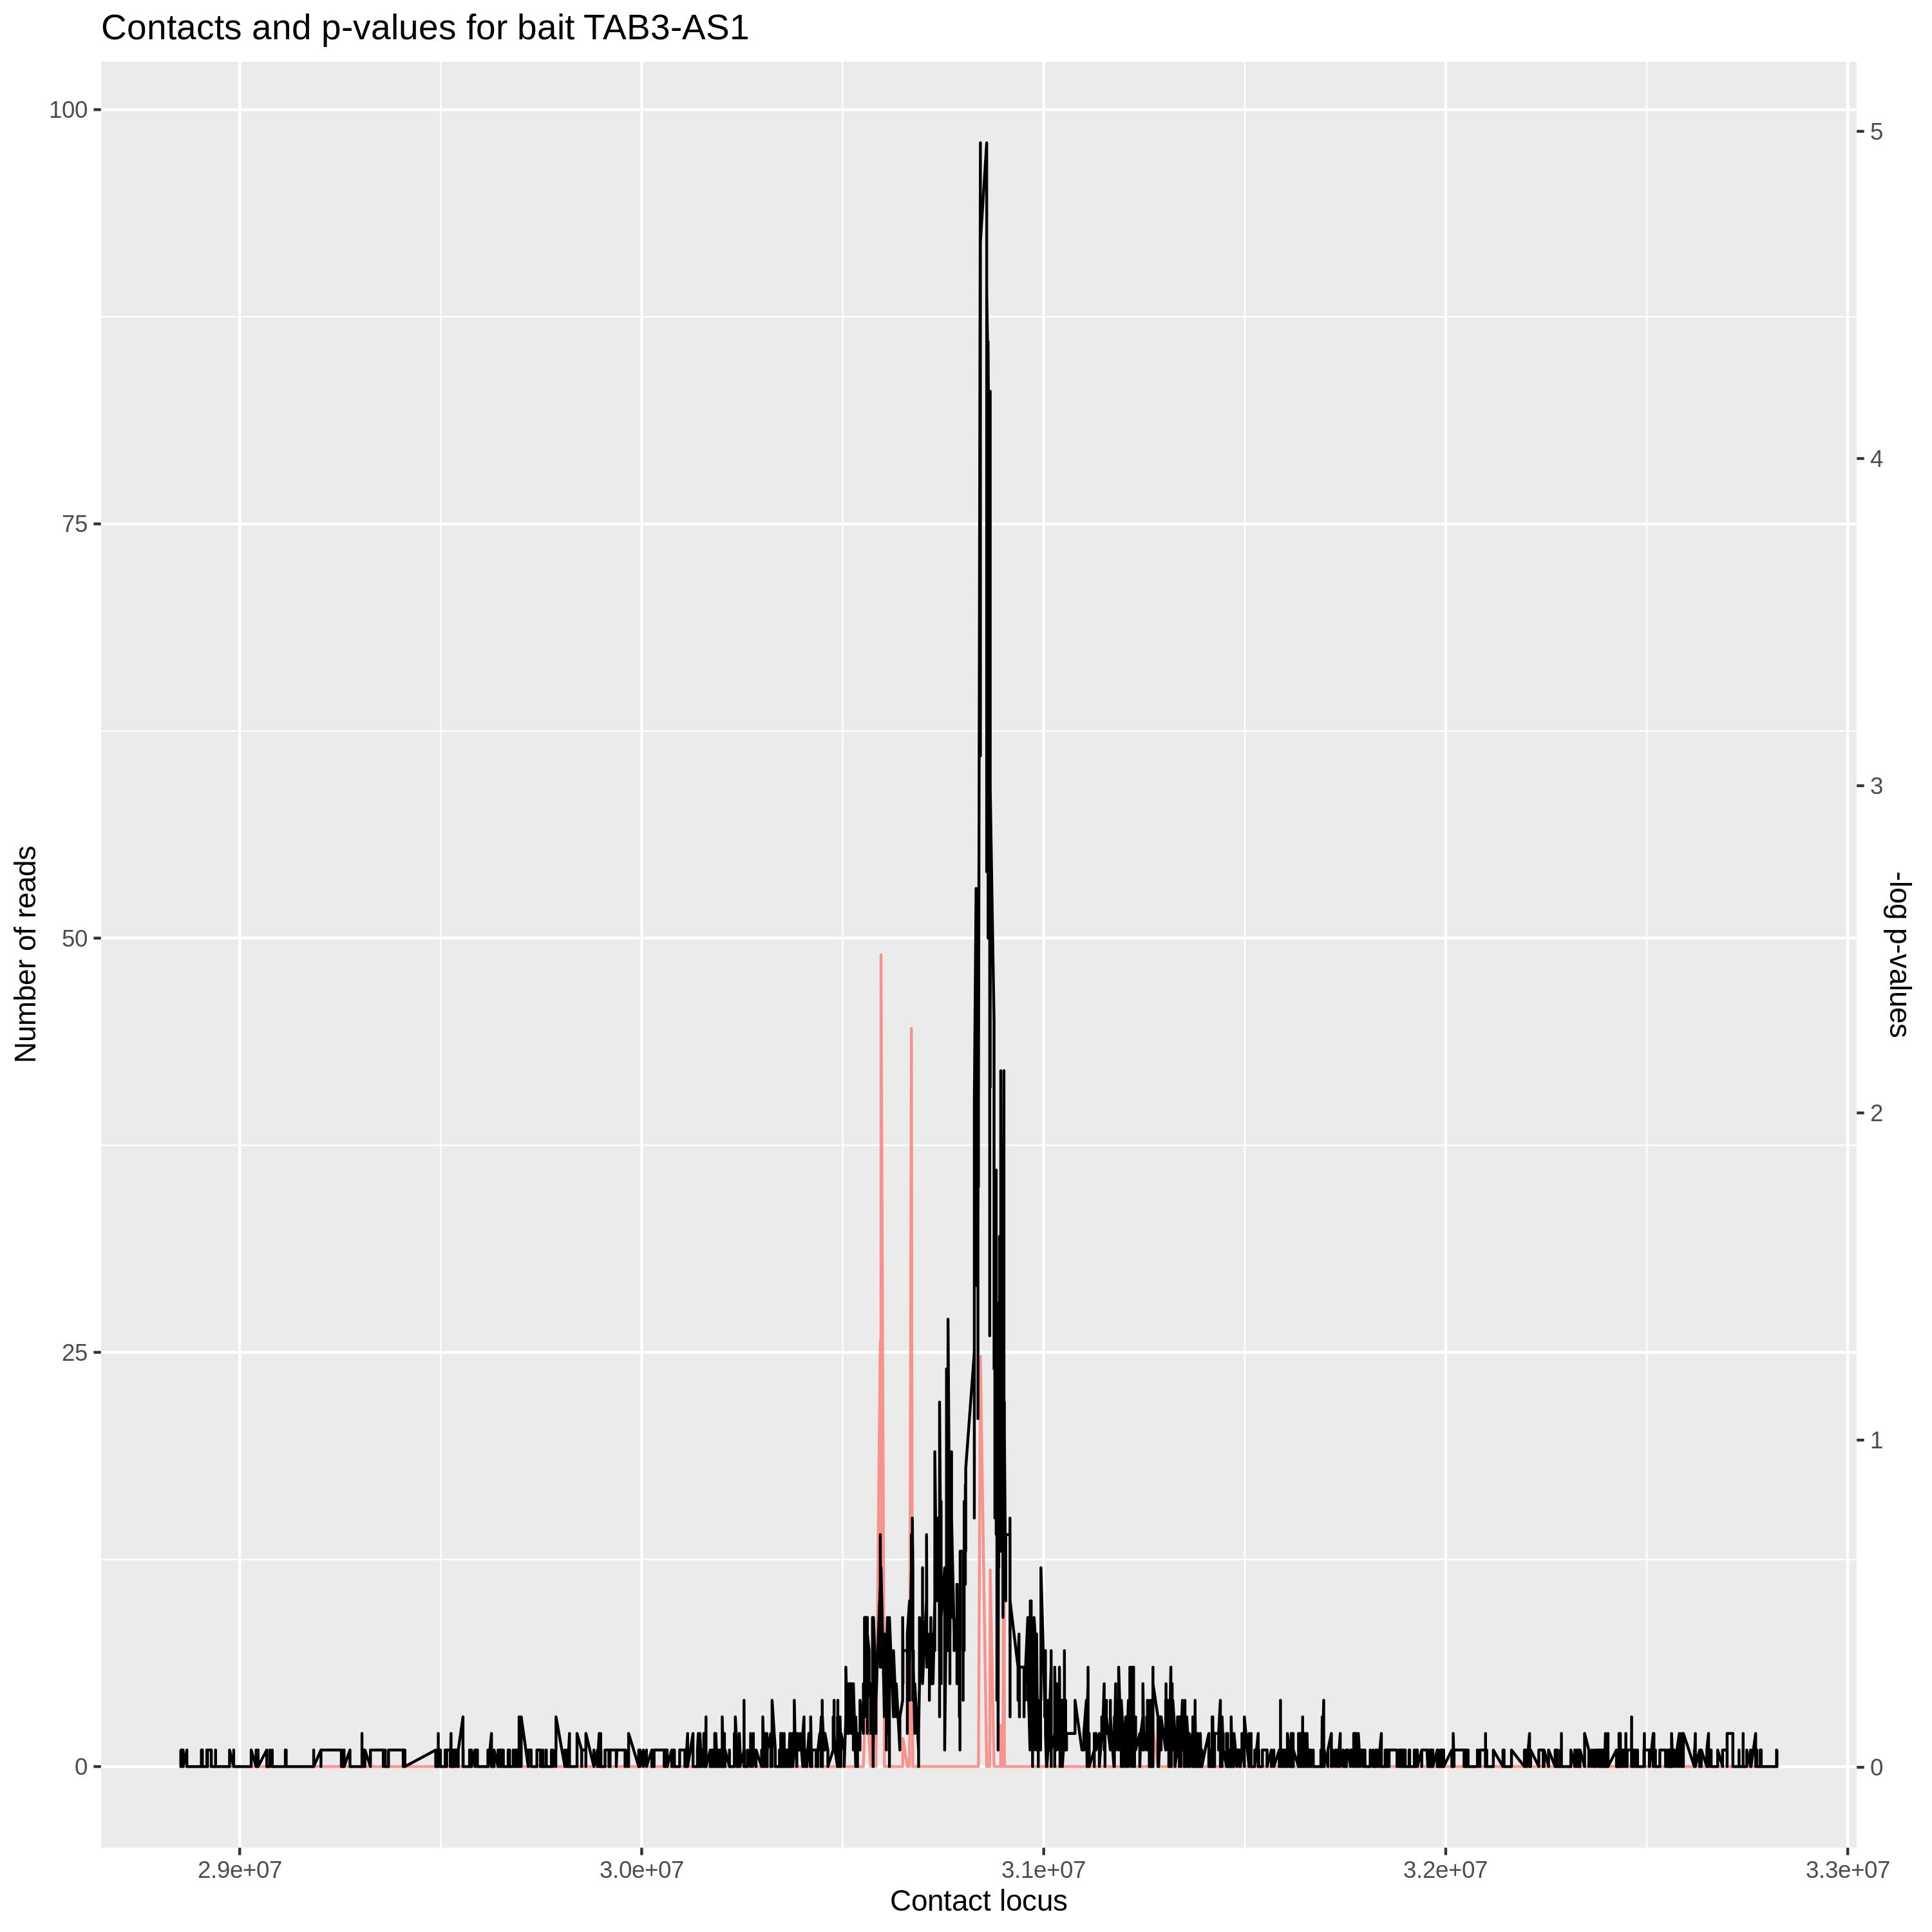 Contacts and p-values for bait TAB3-AS1
100
75
50
25
0
Number of reads
5
4
3
2
1
0
-log p-values
2.9e+07
3.0e+07
3.1e+07
3.2e+07
3.3e+07
Contact locus